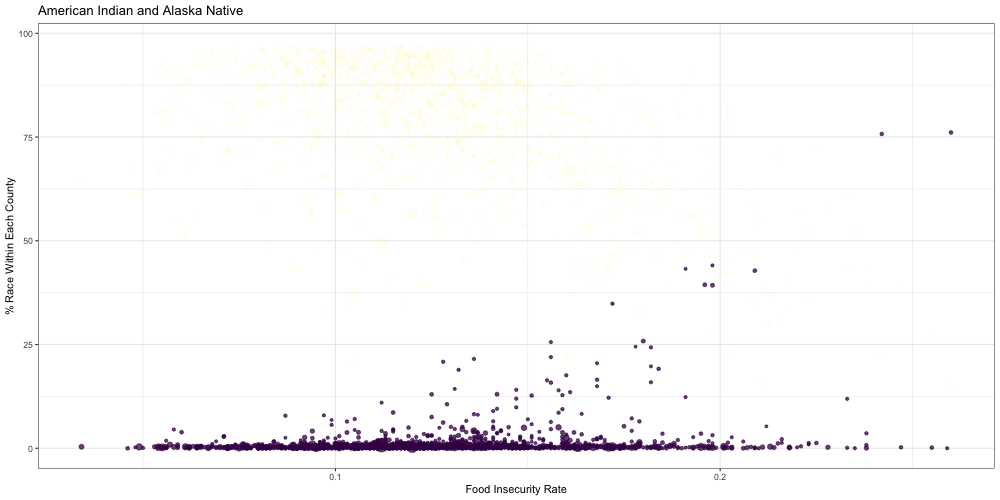 American Indian and Alaska Native
% Race Within Each County
100
75
50
25
0
0.1
0.2
Food Insecurity Rate